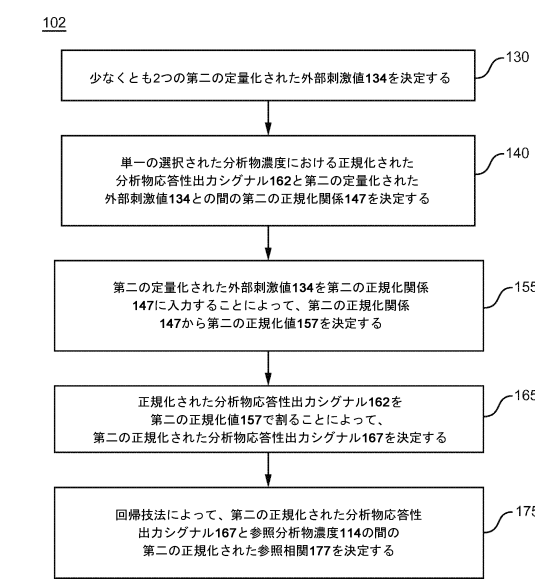 102
少なくとも2つの第二の定量化された外部刺激値134を決定する
130
単一の選択された分析物濃度における正規化された
分析物応答性出力シグナル162と第二の定量化された
外部刺激値134との間の第二の正規化関係147を決定する
140
第二の定量化された外部刺激値134を第二の正規化関係
147に入力することによって、第二の正規化関係
147から第二の正規化値157を決定する
155
正規化された分析物応答性出力シグナル162を
第二の正規化値157で割ることによって、
第二の正規化された分析物応答性出力シグナル167を決定する
165
回帰技法によって、第二の正規化された分析物応答性
出力シグナル167と参照分析物濃度114の間の
第二の正規化された参照相関177を決定する
175